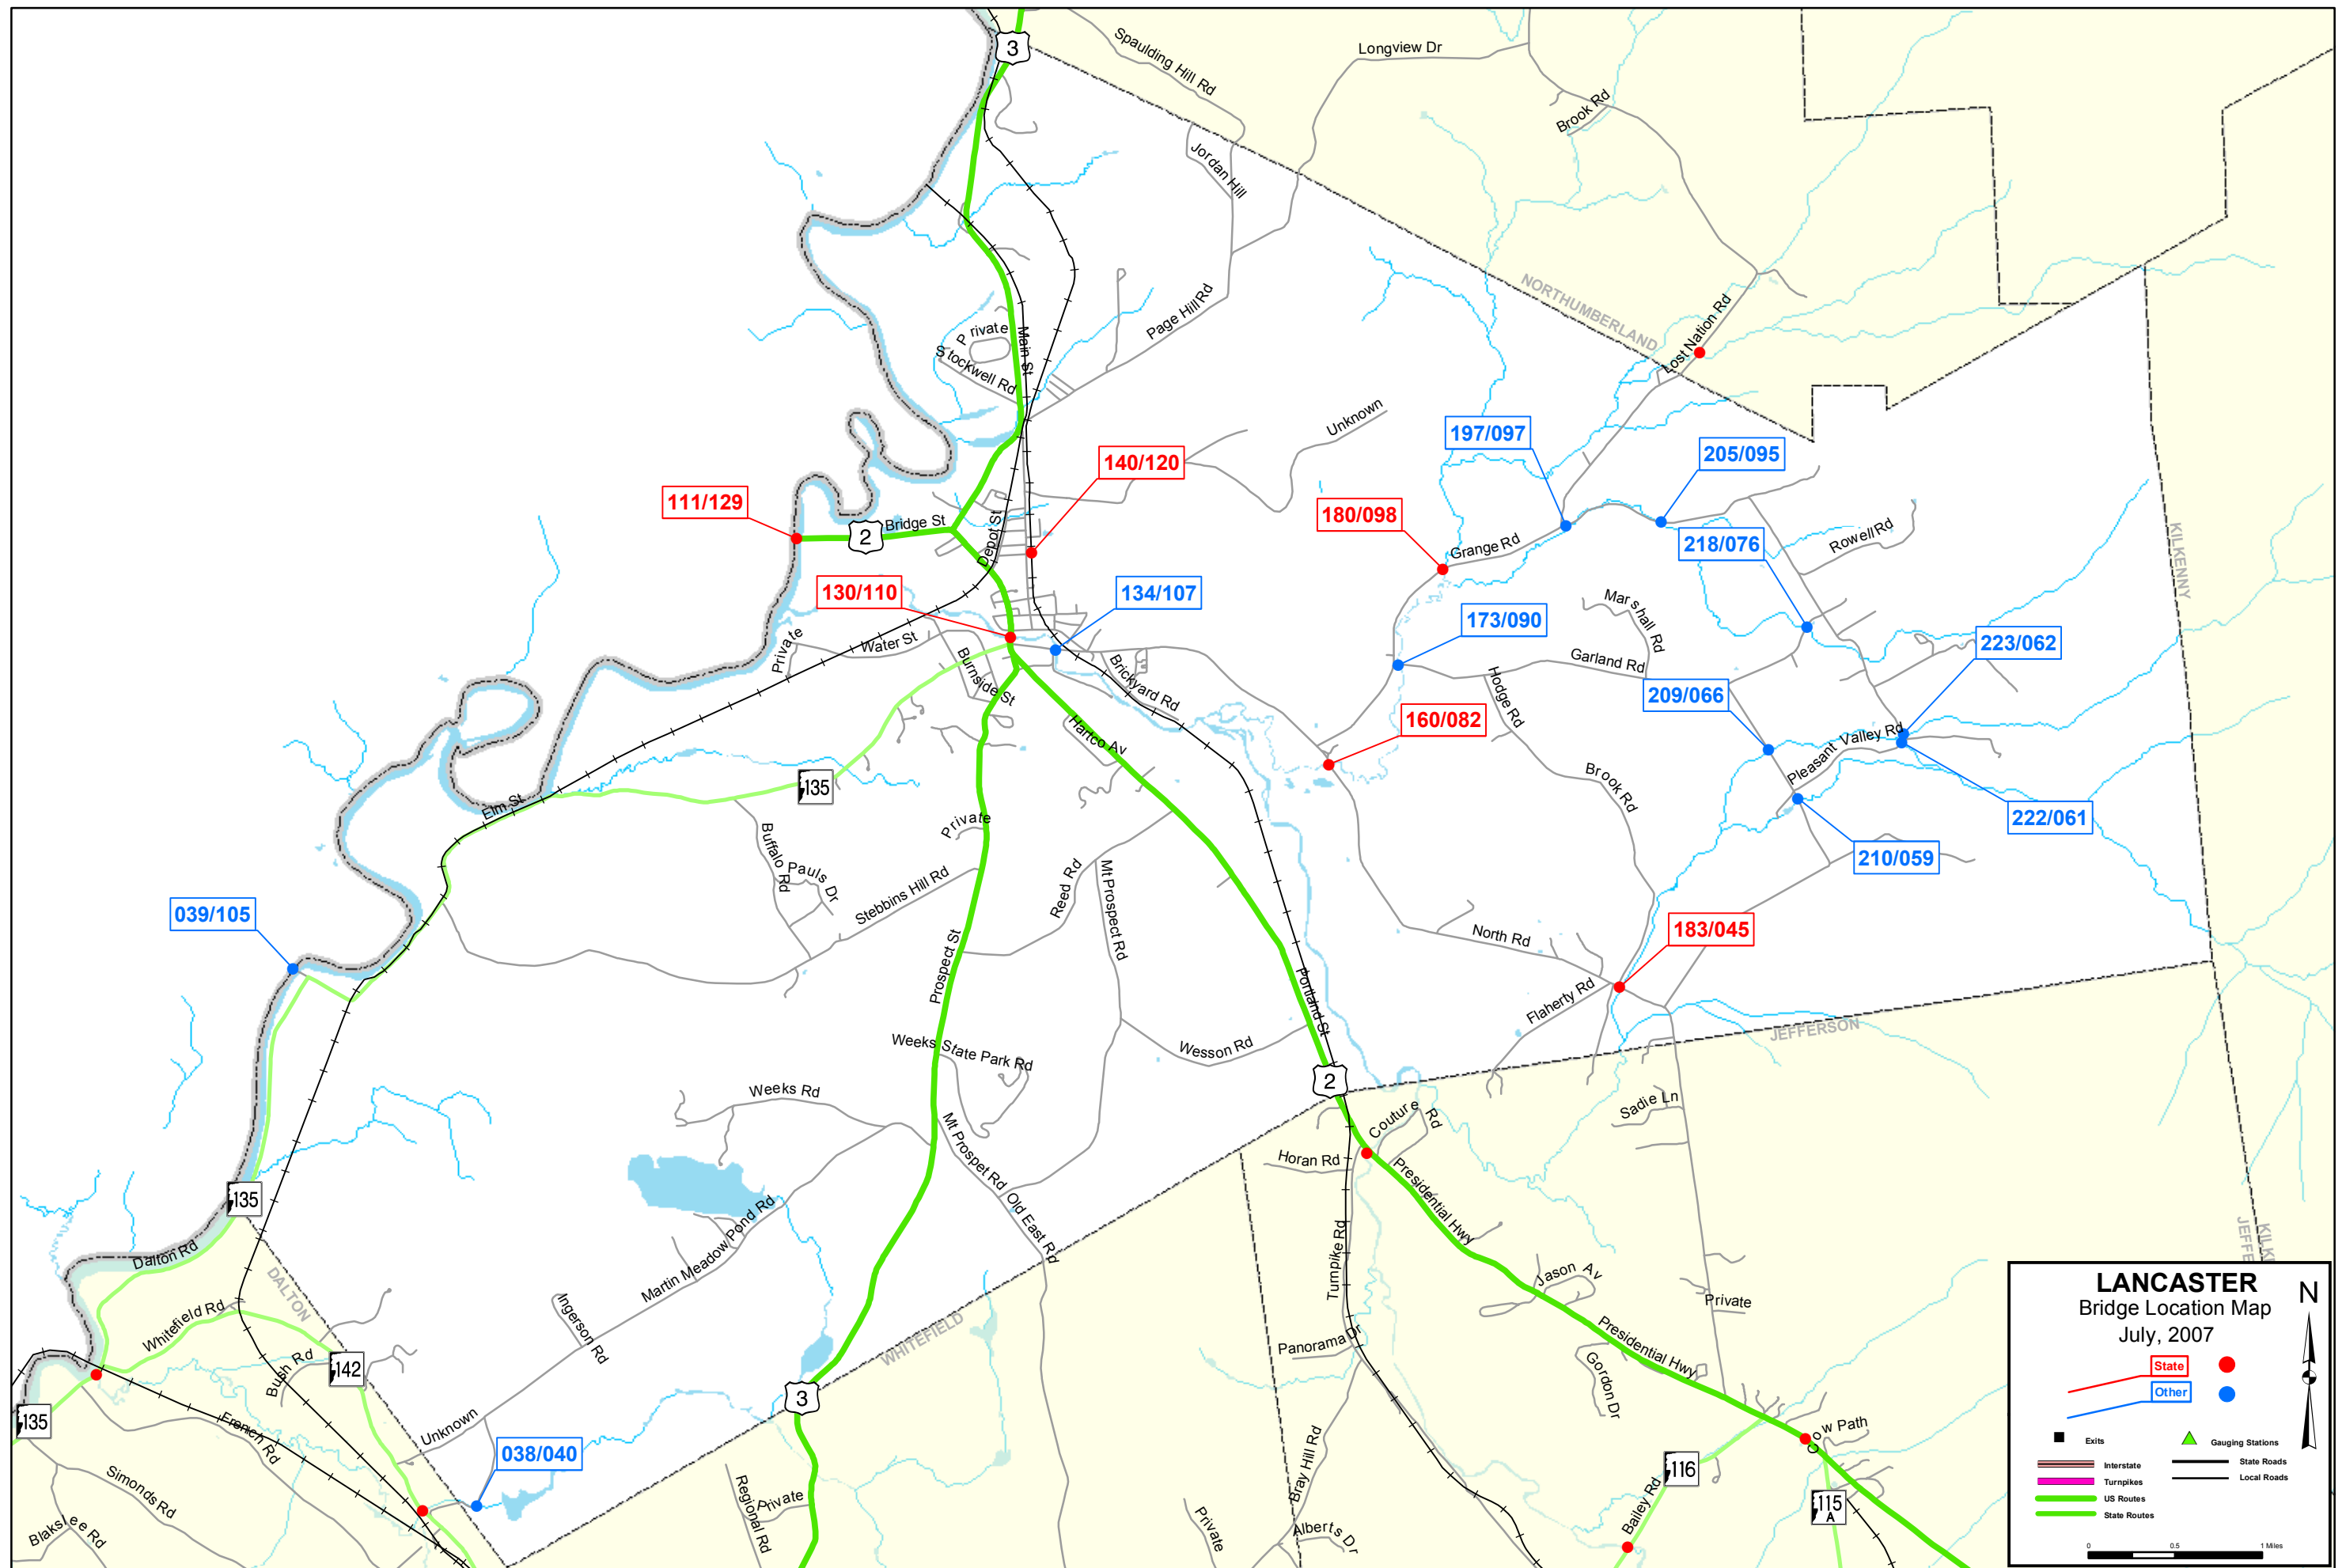 3
Spaulding Hill Rd
Longview Dr
Brook Rd
Jordan Hill
NORTHUMBERLAND
Page Hill Rd
Lost Nation Rd
Private
Main St
Stockwell Rd
Unknown
197/097
205/095
140/120
111/129
180/098
2
Bridge St
Depot St
Grange Rd
218/076
Rowell Rd
KILKENNY
130/110
134/107
173/090
Marshall Rd
223/062
Private
Water St
Burnside St
Brickyard Rd
Garland Rd
Hodge Rd
209/066
160/082
Hartco Av
Pleasant Valley Rd
135
Elm St
Brook Rd
222/061
Private
Buffalo Rd
Pauls Dr
Stebbins Hill Rd
Reed Rd
Mt Prospect Rd
210/059
039/105
North Rd
183/045
Prospect St
Portland St
Flaherty Rd
JEFFERSON
Weeks State Park Rd
Wesson Rd
2
Weeks Rd
Couture Rd
Sadie Ln
Mt Prospet Rd
Horan Rd
Presidential Hwy
135
Old East Rd
Martin Meadow Pond Rd
Dalton Rd
DALTON
Turnpike Rd
Jason Av
Private
Whitefield Rd
Ingerson Rd
WHITEFIELD
Panorama Dr
Presidential Hwy
Gordon Dr
Bush Rd
142
3
135
French Rd
Unknown
038/040
Cow Path
116
Simonds Rd
Regional Rd
Private
Bray Hill Rd
Bailey Rd
115
A
Blakslee Rd
Private
Alberts Dr
KILKE
JEFFE
LANCASTER
N
Bridge Location Map
July, 2007
State
Other
Exits
Gauging Stations
Interstate
State Roads
Turnpikes
Local Roads
US Routes
State Routes
0
0.5
1 Miles